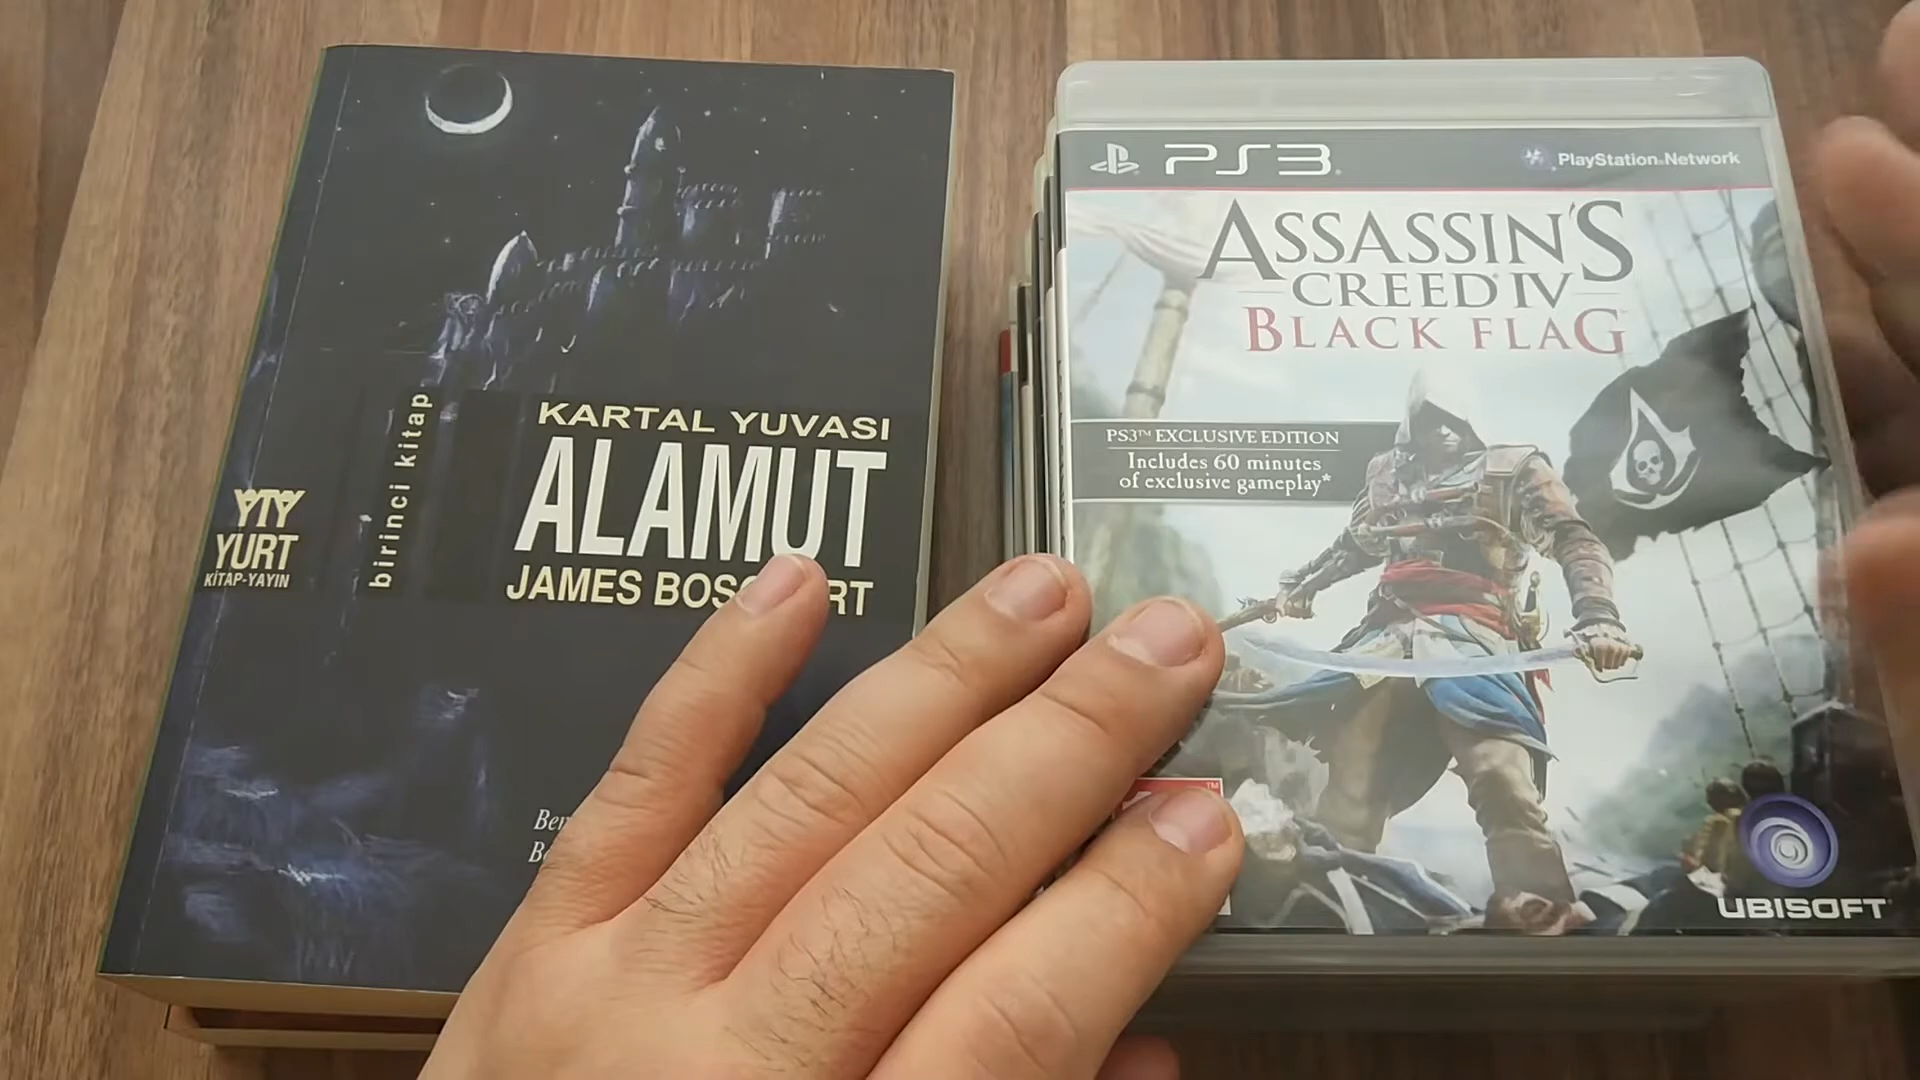 birinci kitap
YTY
YURT
KİTAP-YAYIN
KARTAL YUVASI
ALAMUT
JAMES
PS3
PlayStation Network
ASSASSIN'S
CREED IV
BLACK FLAG
PS3™ EXCLUSIVE EDITION
Includes 60 minutes
of exclusive gameplay*
UBISOFT